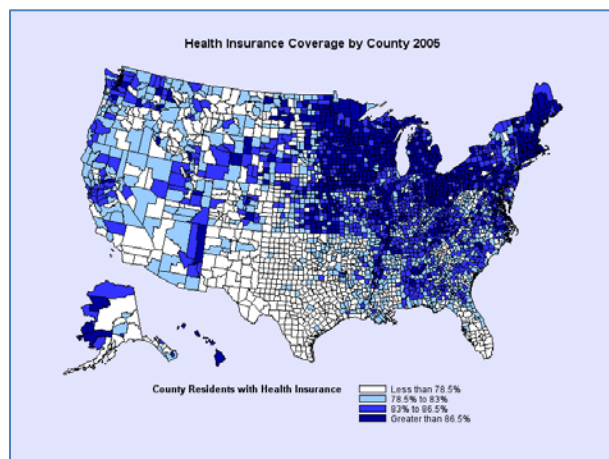 Health Insurance Coverage by County 2005
County Residents with Health Insurance
Less than 78.5%
78.5% to 83%
83% to 86.5%
Greater than 86.5%